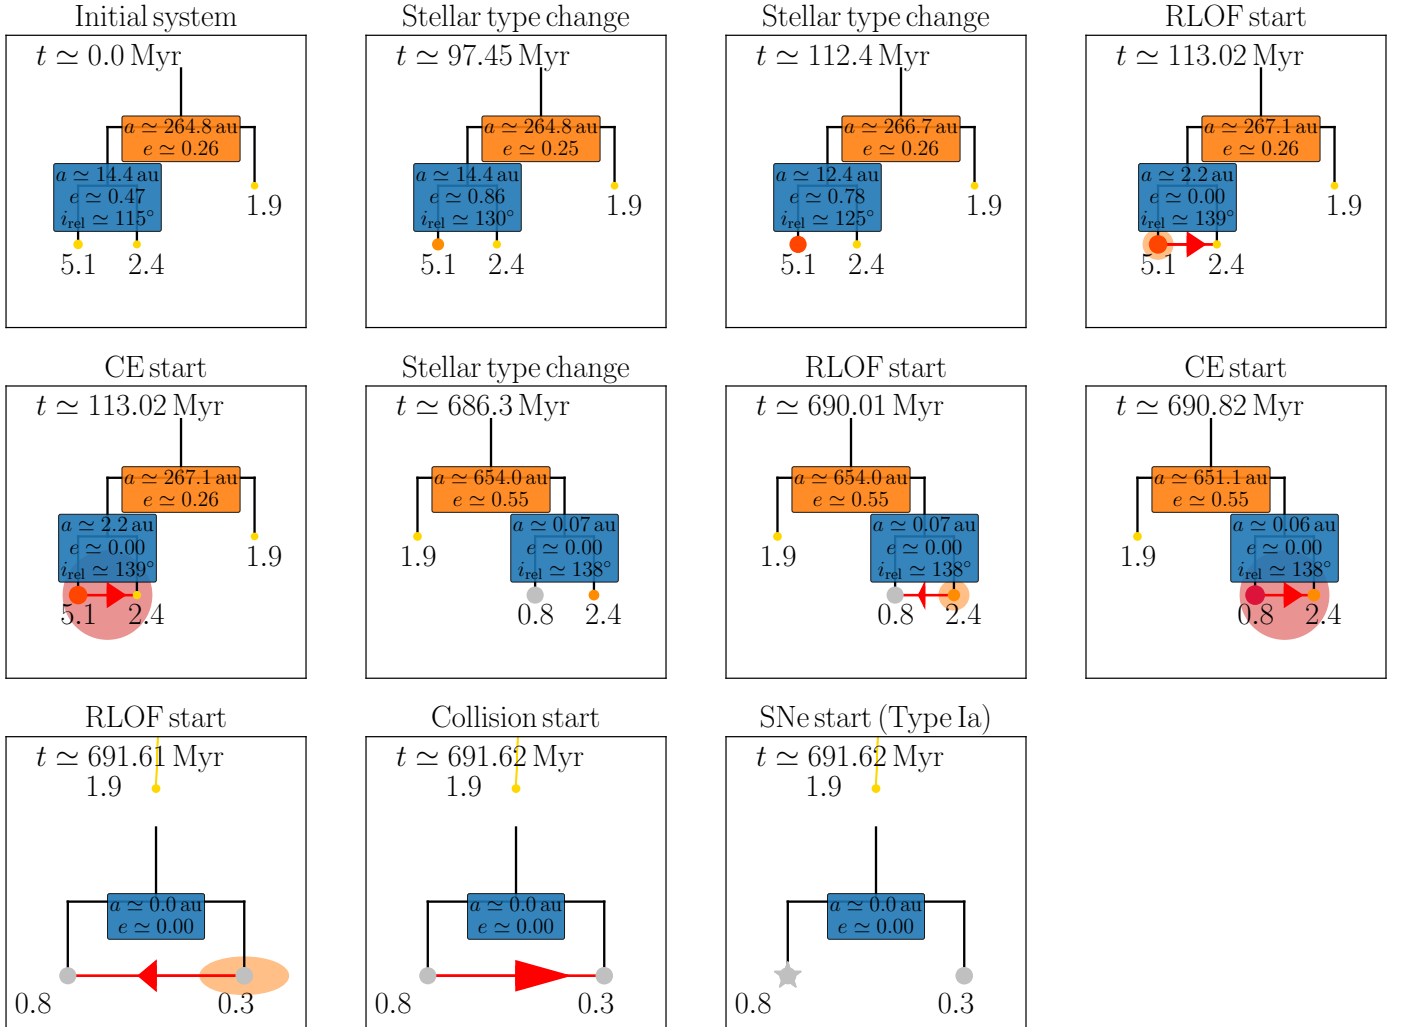 Initial system
t ≃ 0.0 Myr
a ≃ 264.8 au
e ≃ 0.26
a ≃ 14.4 au
e ≃ 0.47
i_rel ≃ 115°
1.9
5.1 2.4
Stellar type change
t ≃ 97.45 Myr
a ≃ 264.8 au
e ≃ 0.25
a ≃ 14.4 au
e ≃ 0.86
i_rel ≃ 130°
1.9
5.1 2.4
Stellar type change
t ≃ 112.4 Myr
a ≃ 266.7 au
e ≃ 0.26
a ≃ 12.4 au
e ≃ 0.78
i_rel ≃ 125°
1.9
5.1 2.4
RLOF start
t ≃ 113.02 Myr
a ≃ 267.1 au
e ≃ 0.26
a ≃ 2.2 au
e ≃ 0.00
i_rel ≃ 139°
1.9
5.1 2.4
CE start
t ≃ 113.02 Myr
a ≃ 267.1 au
e ≃ 0.26
a ≃ 2.2 au
e ≃ 0.00
i_rel ≃ 139°
1.9
5.1 2.4
Stellar type change
t ≃ 686.3 Myr
a ≃ 654.0 au
e ≃ 0.55
a ≃ 0.07 au
e ≃ 0.00
1.9
i_rel ≃ 138°
0.8 2.4
RLOF start
t ≃ 690.01 Myr
a ≃ 654.0 au
e ≃ 0.55
a ≃ 0.07 au
e ≃ 0.00
1.9
i_rel ≃ 138°
0.8 2.4
CE start
t ≃ 690.82 Myr
a ≃ 651.1 au
e ≃ 0.55
a ≃ 0.06 au
e ≃ 0.00
1.9
i_rel ≃ 138°
0.8 2.4
RLOF start
t ≃ 691.61 Myr
1.9
a ≃ 0.0 au
e ≃ 0.00
0.8 0.3
Collision start
t ≃ 691.62 Myr
1.9
a ≃ 0.0 au
e ≃ 0.00
0.8 0.3
SNe start (Type Ia)
t ≃ 691.62 Myr
1.9
a ≃ 0.0 au
e ≃ 0.00
0.8 0.3